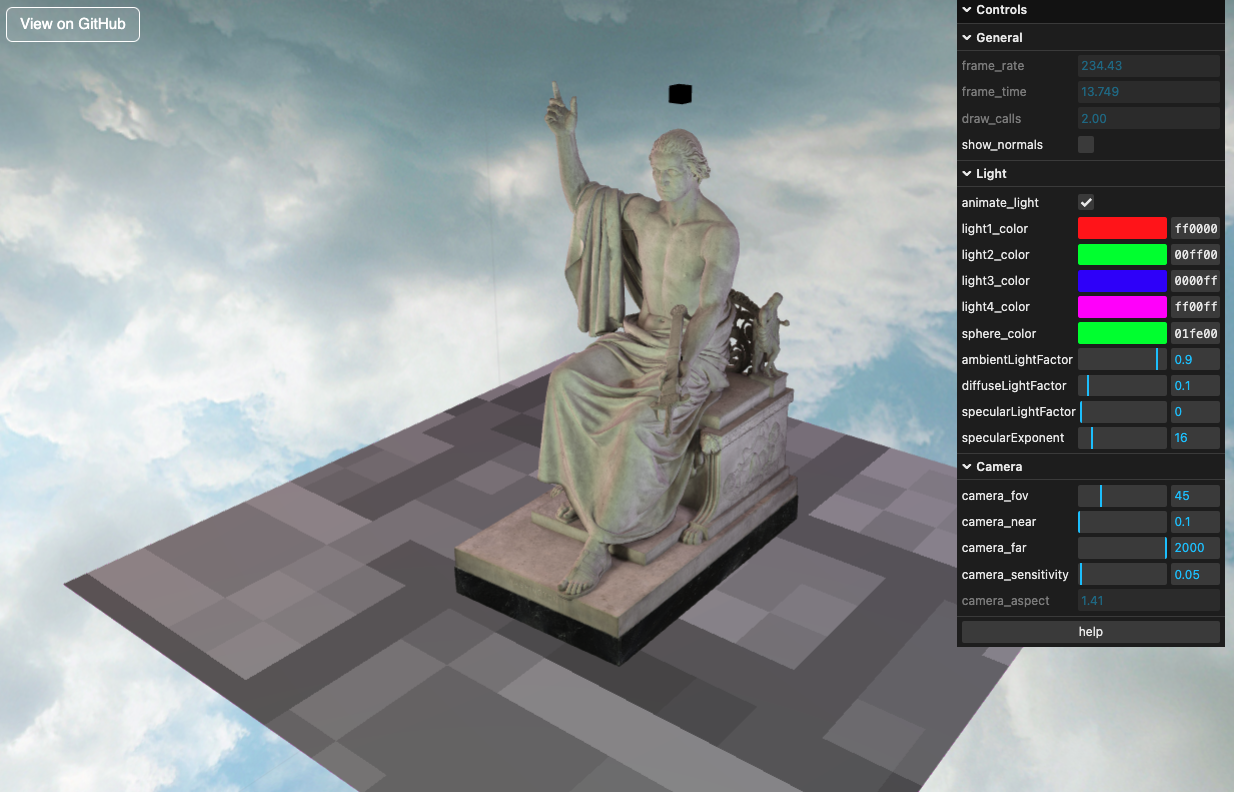 View on GitHub
Controls
General
frame_rate 234.43
frame_time 13.749
draw_calls 2.00
show_normals
Light
animate_light
light1_color ff0000
light2_color 00ff00
light3_color 0000ff
light4_color ff00ff
sphere_color 01fe00
ambientLightFactor 0.9
diffuseLightFactor 0.1
specularLightFactor 0
specularExponent 16
Camera
camera_fov 45
camera_near 0.1
camera_far 2000
camera_sensitivity 0.05
camera_aspect 1.41
help